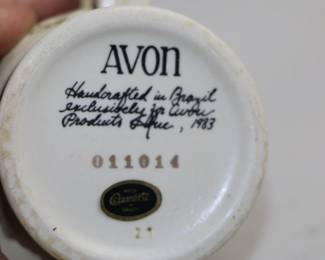 AVON
Handcrafted in Brazil
exclusively for Avon
Products Inc., 1983
011014